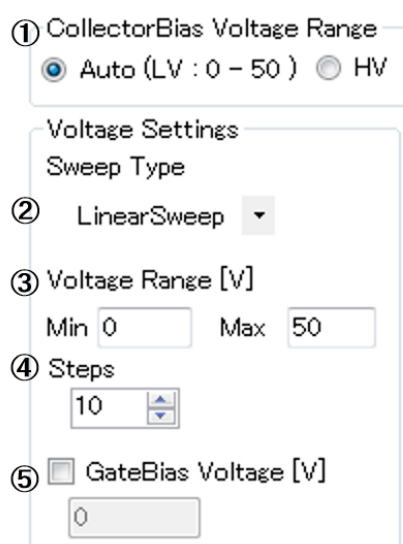 ① CollectorBias Voltage Range
Auto (LV : 0 - 50 ) HV
Voltage Settings
Sweep Type
② LinearSweep
③ Voltage Range [V]
Min 0 Max 50
④ Steps
10
⑤ GateBias Voltage [V]
0